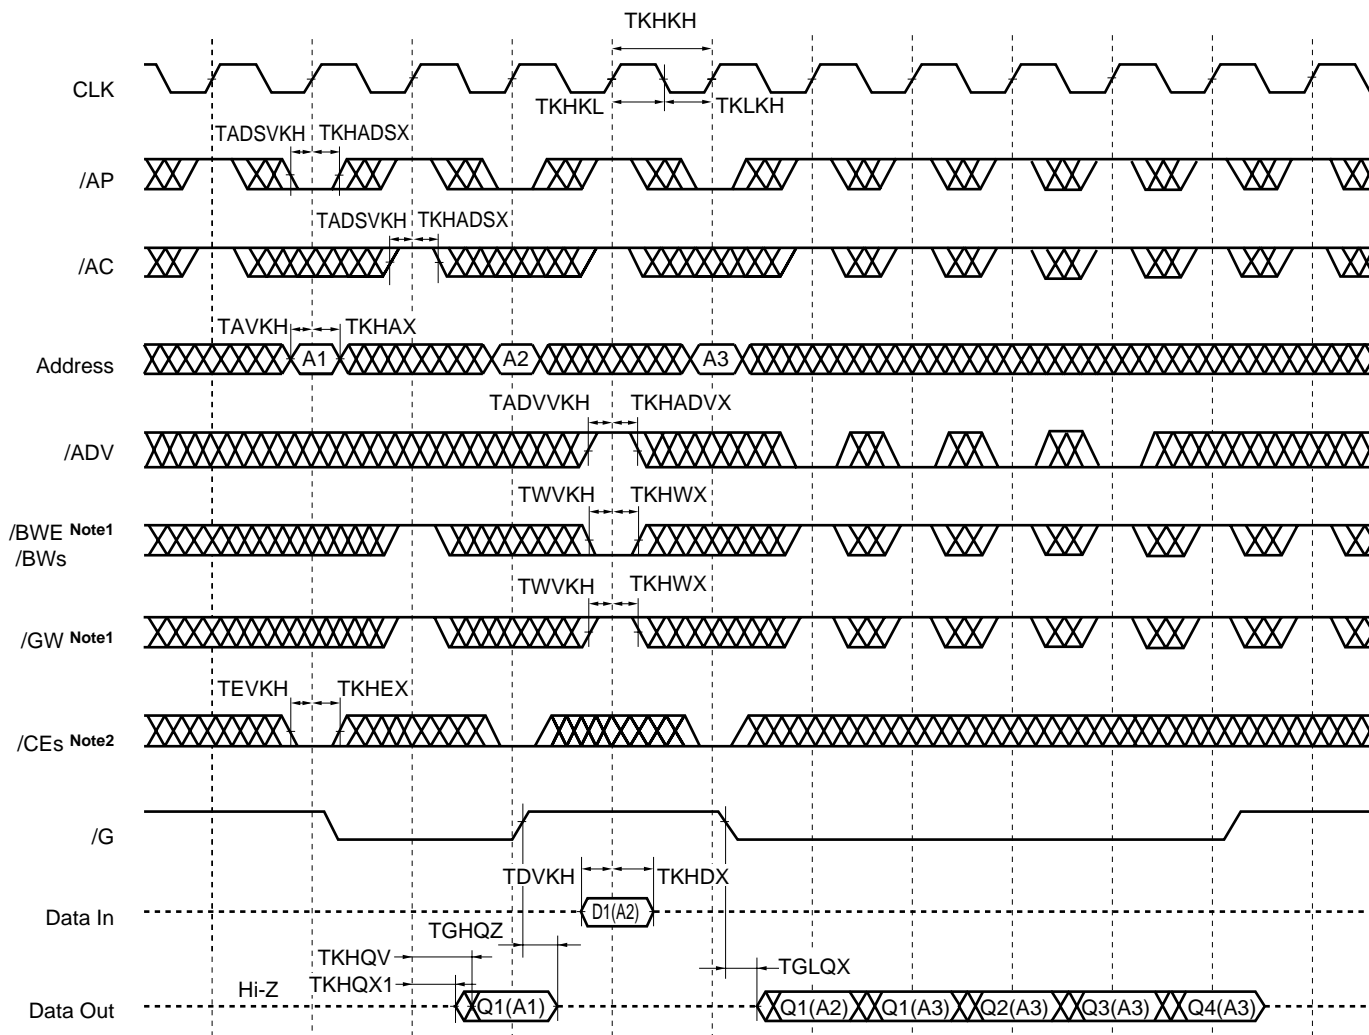 TKHKH
CLK
TKHKL
TKLKH
TADSVKH TKHADSX
/AP
TADSVKH TKHADSX
/AC
TAVKH TKHAX
Address
A1
A2
A3
TADVVKH TKHADVX
/ADV
TWVKH TKHWX
/BWE Note1
/BWs
TWVKH TKHWX
/GW Note1
TEVKH TKHEX
/CEs Note2
/G
TDVKH TKHDX
Data In
D1(A2)
TGHQZ
TKHQV
TGLQX
TKHQX1
Hi-Z
Data Out
Q1(A1)
Q1(A2)
Q1(A3)
Q2(A3)
Q3(A3)
Q4(A3)